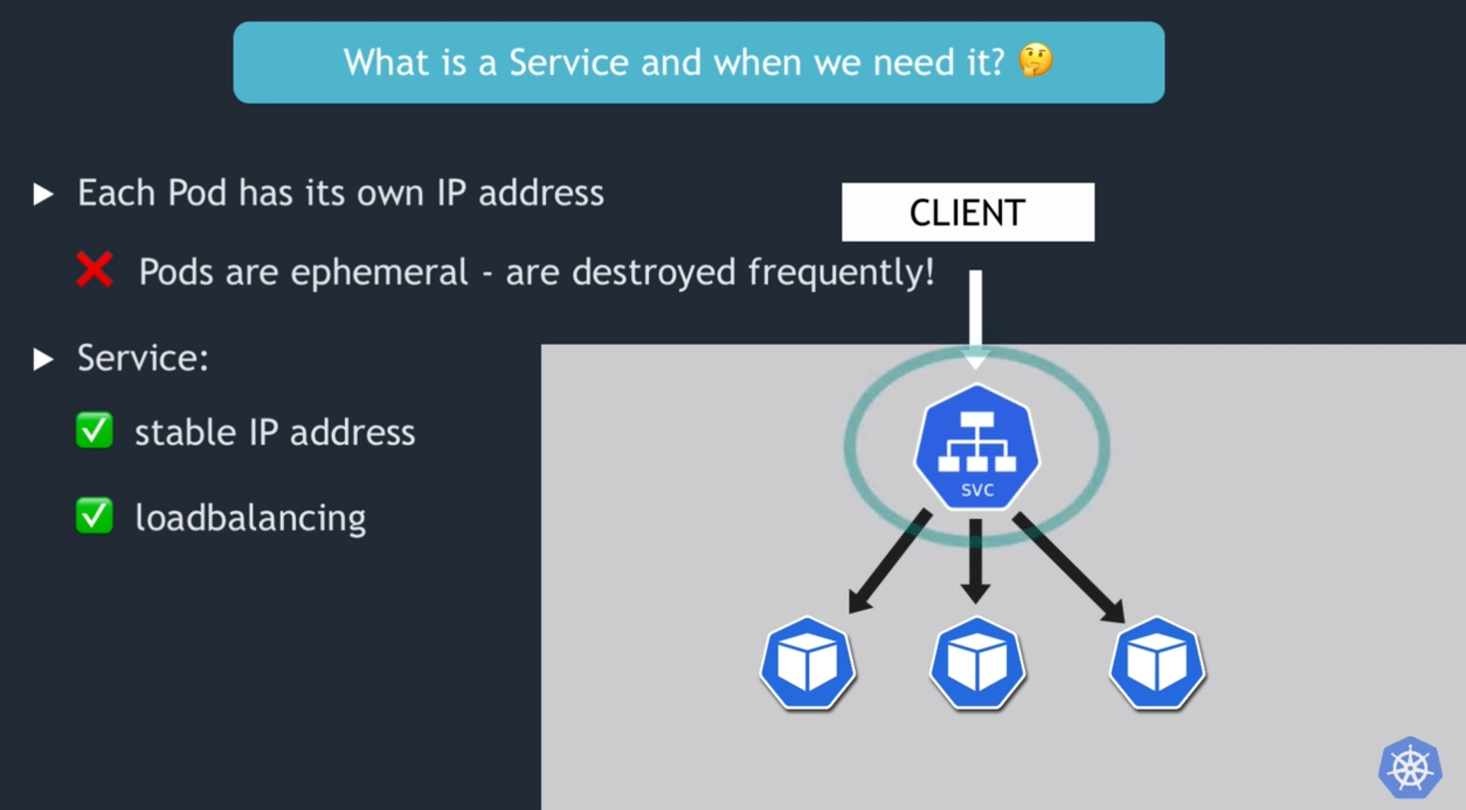 What is a Service and when we need it? 🤔
▶ Each Pod has its own IP address
❌ Pods are ephemeral - are destroyed frequently!
▶ Service:
✅ stable IP address
✅ loadbalancing
CLIENT
SVC